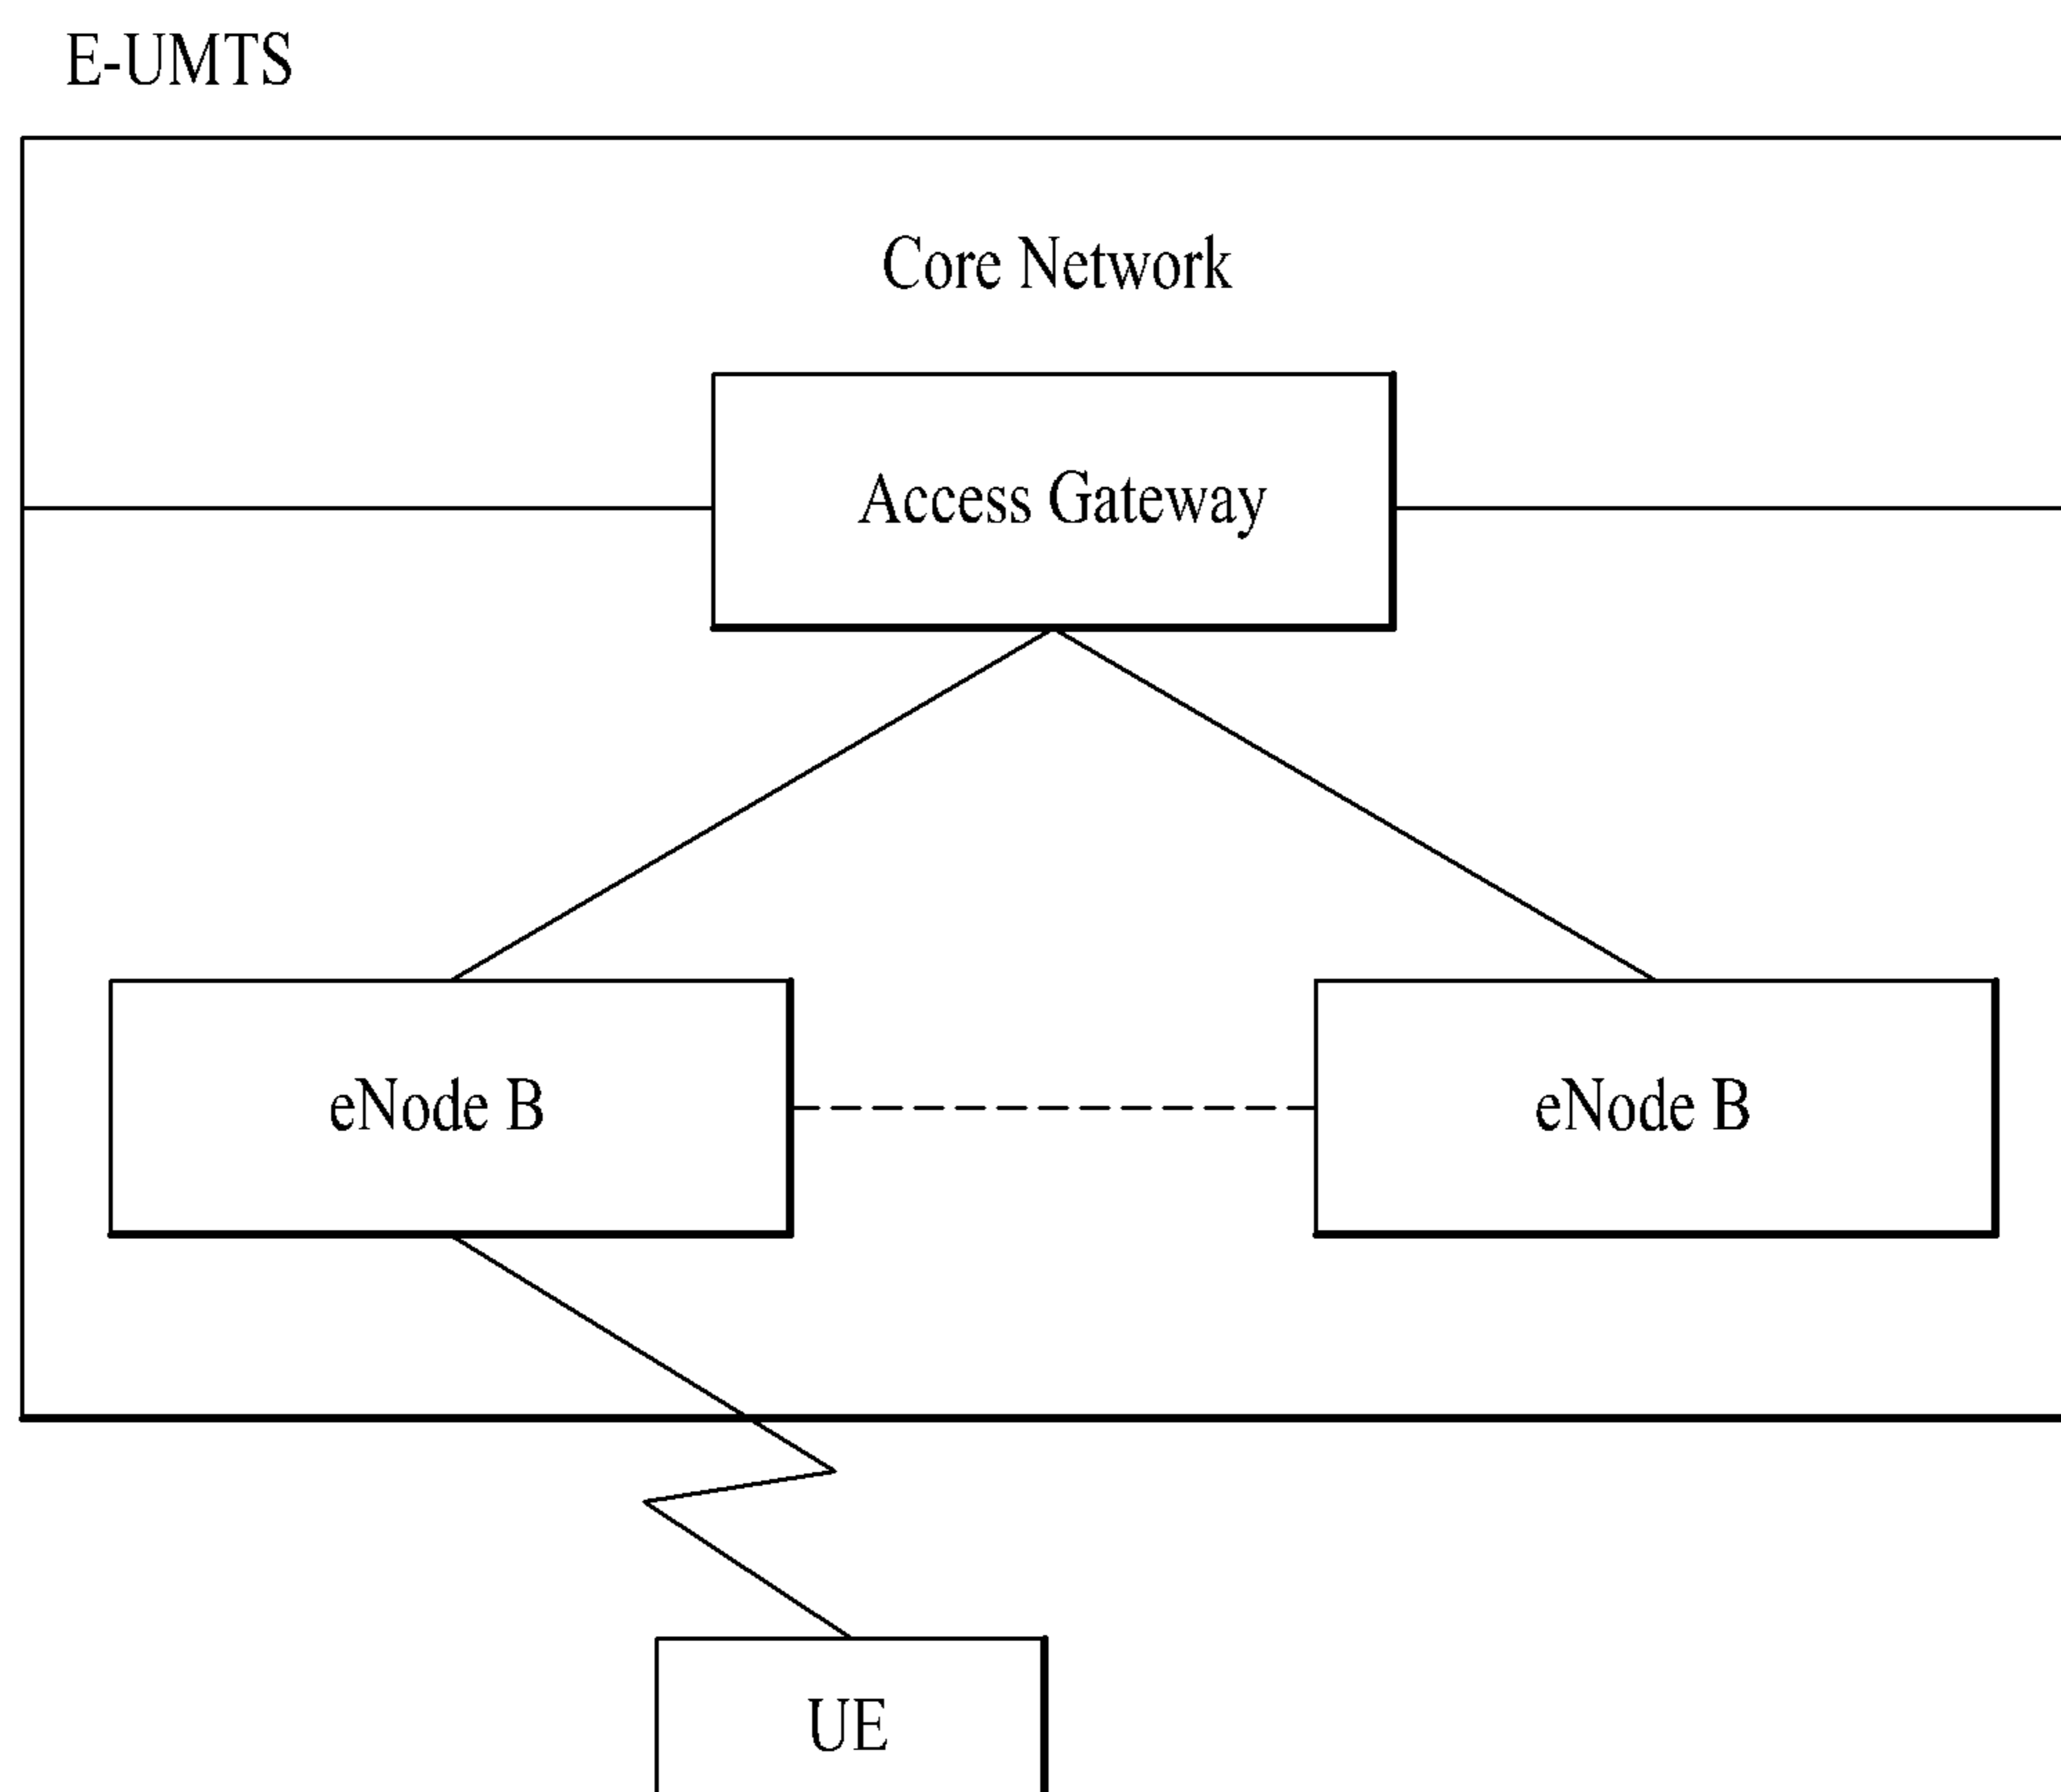 E-UMTS
Core Network
Access Gateway
eNode B
eNode B
UE